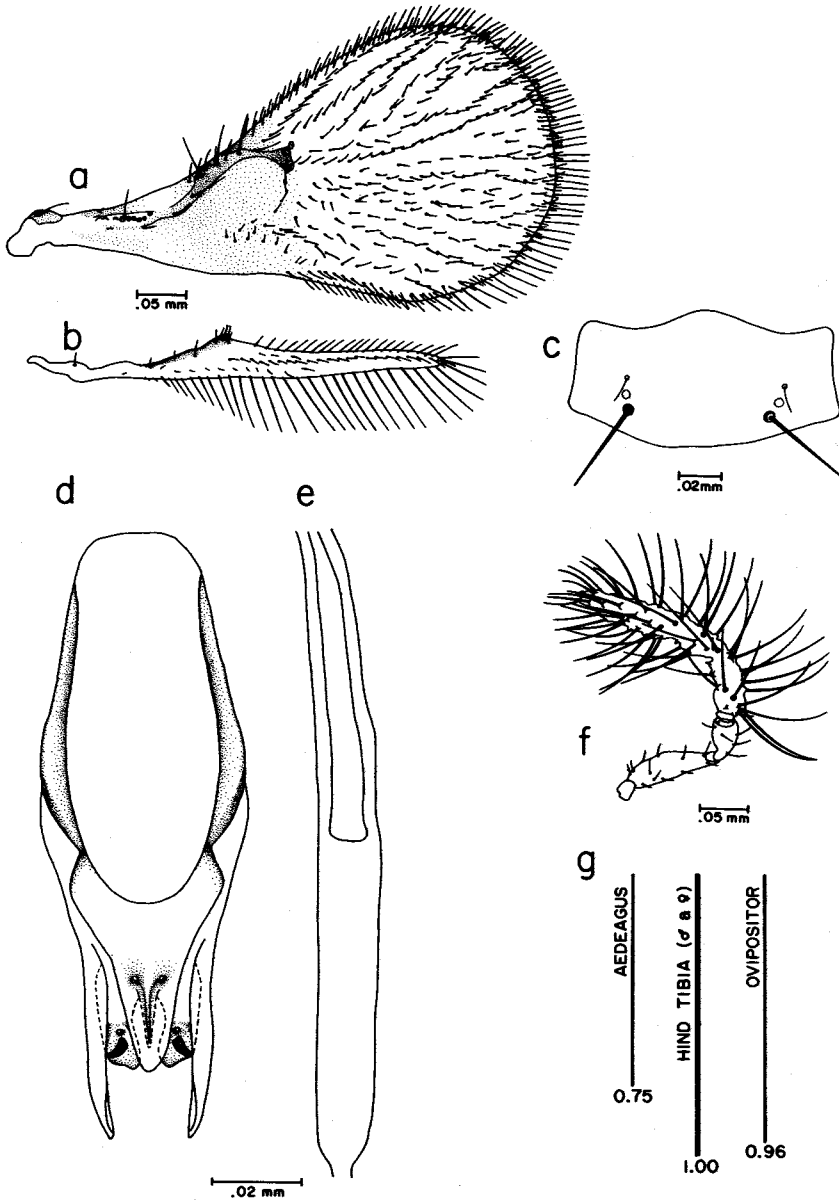 a
.05 mm
b
c
.02mm
d
e
f
.05 mm
g
AEDEAGUS
HIND TIBIA (♂ a ♀)
OVIPOSITOR
0.75
1.00
0.96
.02 mm